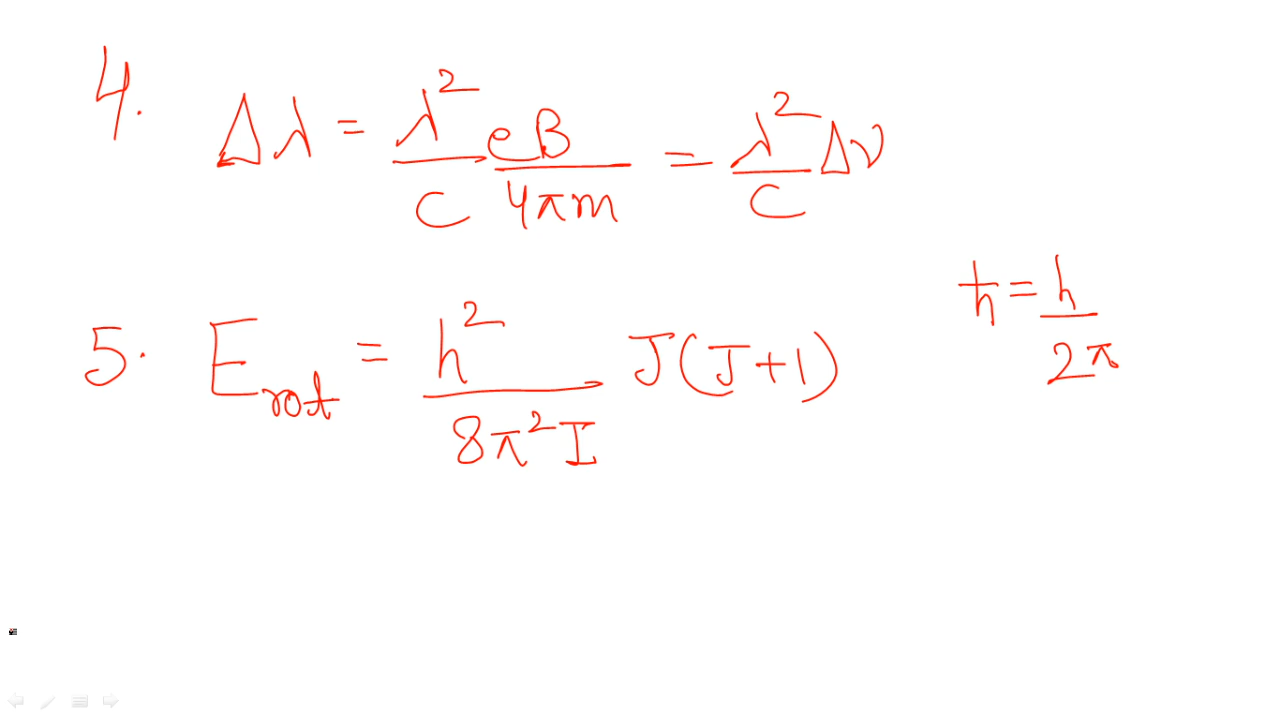 4. Δλ = λ²/C eB/4πm = λ²/C Δν
5. E_rot = h²/8π²I J(J+1)
ħ = h/2π